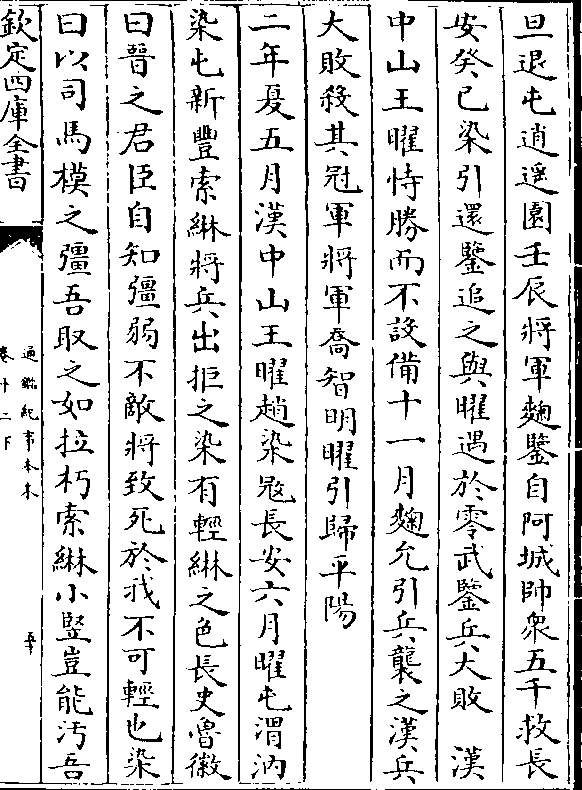 旦退屯逍遥園壬辰將軍麴鑒自阿城帥衆五千救長
安癸巳染引還鑒追之與曜遇於零武鑒兵大敗　漢
中山王曜恃勝而不設備十一月麴允引兵襲之漢兵
大敗殺其冠軍將軍喬智明曜引歸平陽
二年夏五月漢中山王曜趙染宼長安六月曜屯渭汭
染屯新豐索綝將兵出拒之染有輕綝之色長史魯徽
曰晉之君臣自知彊弱不敵將致死於我不可輕也染
曰以司馬模之彊吾取之如拉朽索綝小豎豈能汚吾
欽定四庫全書
通鑑紀事本末
卷十二下
五十